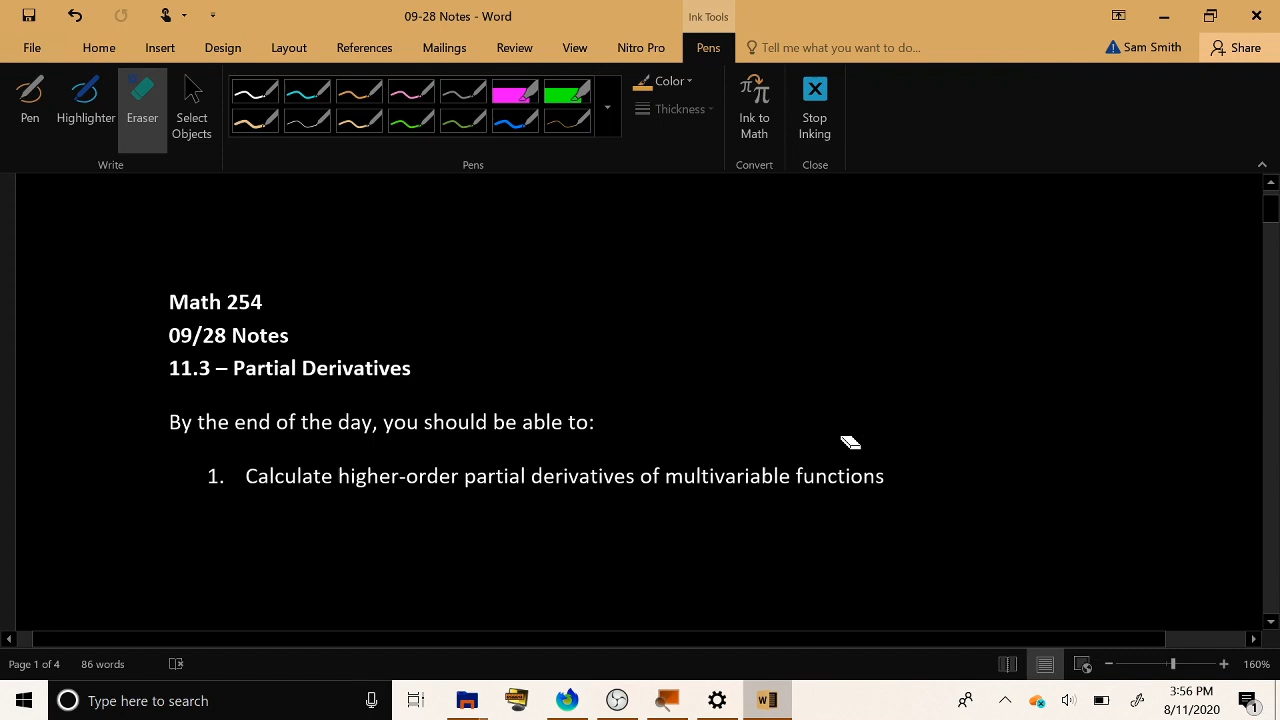 09-28 Notes - Word
Ink Tools
File Home Insert Design Layout References Mailings Review View Nitro Pro Pens Tell me what you want to do... Sam Smith Share
Pen Highlighter Eraser Select Objects
Color
Thickness
Ink to Math
Stop Inking
Write Pens Convert Close
Math 254
09/28 Notes
11.3 – Partial Derivatives
By the end of the day, you should be able to:
1. Calculate higher-order partial derivatives of multivariable functions
Page 1 of 4 86 words 160%
Type here to search
3:56 PM
8/11/2020
1